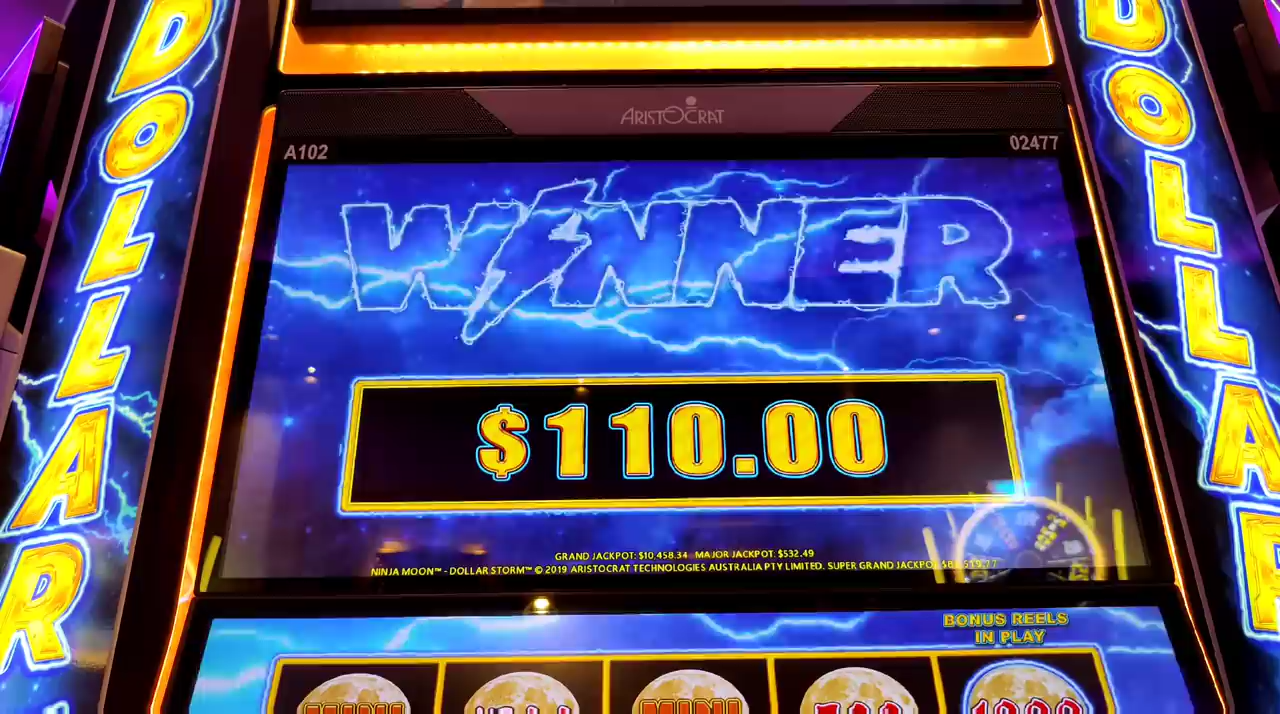 DOLLAR
DOLLAR
ARISTOCRAT
A102
02477
WINNER
$110.00
GRAND JACKPOT: $10,458.34 MAJOR JACKPOT: $532.49
NINJA MOON™ - DOLLAR STORM™ © 2019 ARISTOCRAT TECHNOLOGIES AUSTRALIA PTY LIMITED. SUPER GRAND JACKPOT
BONUS REELS
IN PLAY
MINI
MINI